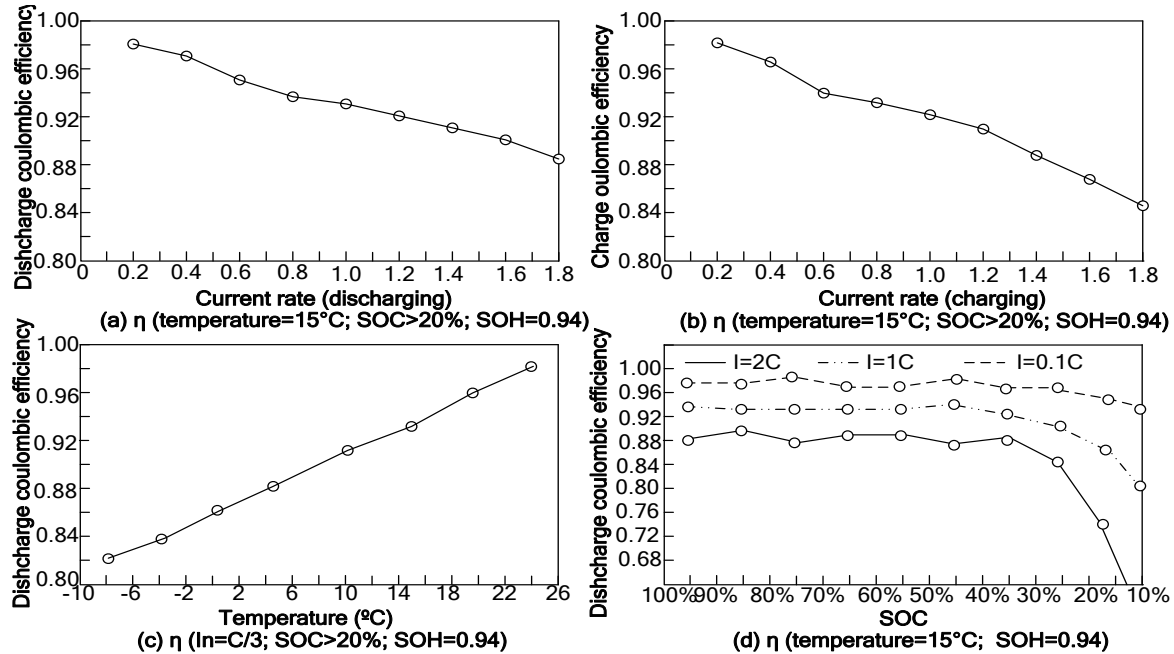 Dishcharge coulombic efficiency
1.00
0.96
0.92
0.88
0.84
0.80
0 0.2 0.4 0.6 0.8 1.0 1.2 1.4 1.6 1.8
Current rate (discharging)
(a) η (temperature=15°C; SOC>20%; SOH=0.94)
Charge oulombic efficiency
1.00
0.96
0.92
0.88
0.84
0.80
0 0.2 0.4 0.6 0.8 1.0 1.2 1.4 1.6 1.8
Current rate (charging)
(b) η (temperature=15°C; SOC>20%; SOH=0.94)
Dishcharge coulombic efficiency
1.00
0.96
0.92
0.88
0.84
0.80
-10 -6 -2 2 6 10 14 18 22 26
Temperature (ºC)
(c) η (In=C/3; SOC>20%; SOH=0.94)
Dishcharge coulombic efficiency
I=2C I=1C I=0.1C
1.00
0.96
0.92
0.88
0.84
0.80
0.76
0.72
0.68
100% 90% 80% 70% 60% 50% 40% 30% 20% 10%
SOC
(d) η (temperature=15°C; SOH=0.94)